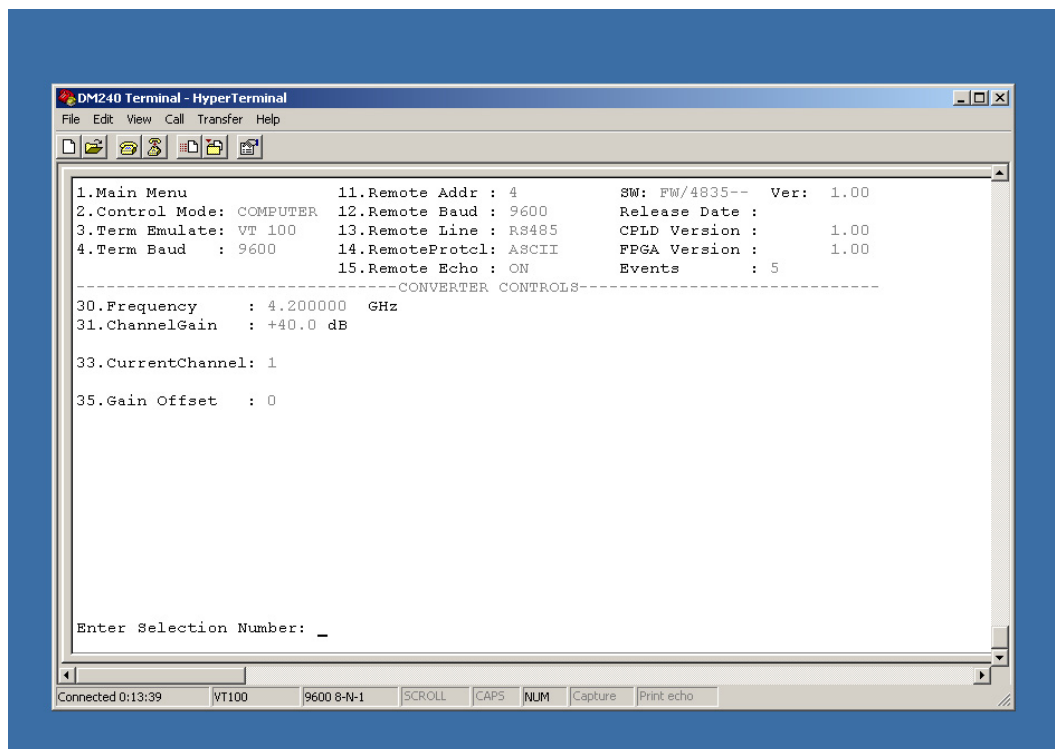 DM240 Terminal - HyperTerminal
File Edit View Call Transfer Help
1.Main Menu 11.Remote Addr : 4 SW: FW/4835-- Ver: 1.00
2.Control Mode: COMPUTER 12.Remote Baud : 9600 Release Date :
3.Term Emulate: VT 100 13.Remote Line : RS485 CPLD Version : 1.00
4.Term Baud : 9600 14.RemoteProtcl: ASCII FPGA Version : 1.00
15.Remote Echo : ON Events : 5
--------------------------------CONVERTER CONTROLS------------------------------
30.Frequency : 4.200000 GHz
31.ChannelGain : +40.0 dB
33.CurrentChannel: 1
35.Gain Offset : 0
Enter Selection Number: _
Connected 0:13:39 VT100 9600 8-N-1 SCROLL CAPS NUM Capture Print echo